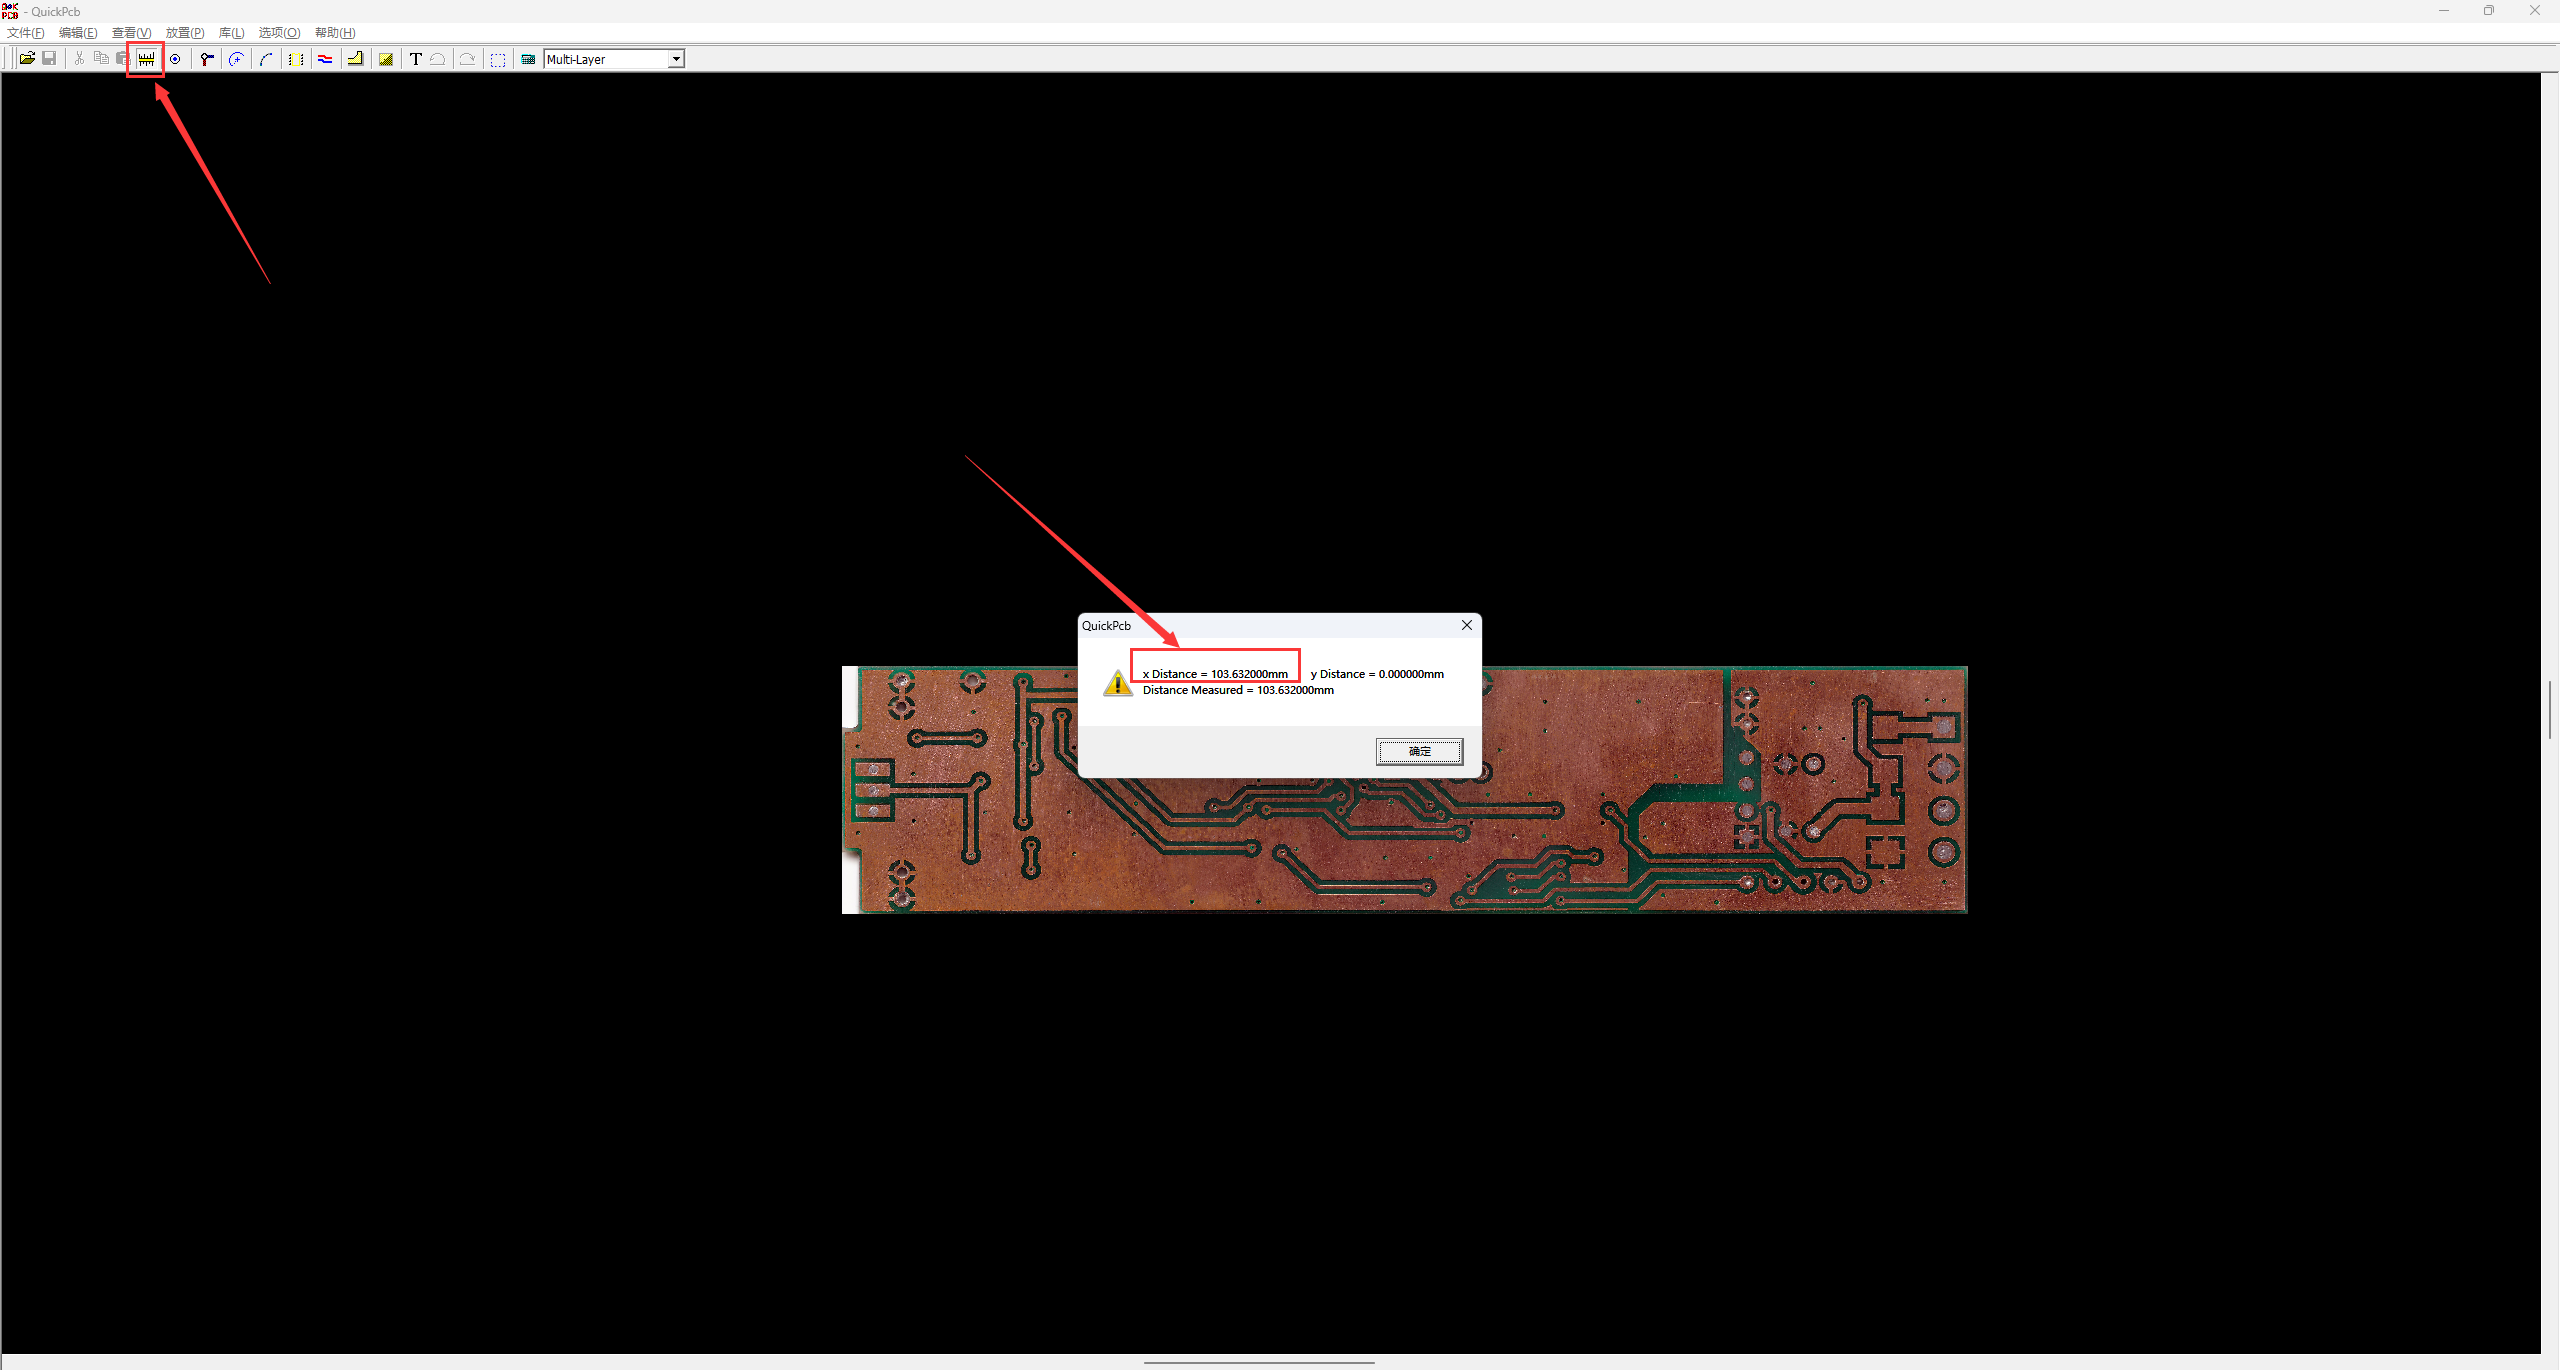 - QuickPcb
文件(F) 编辑(E) 查看(V) 放置(P) 库(L) 选项(O) 帮助(H)
T Multi-Layer
QuickPcb
x Distance = 103.632000mm y Distance = 0.000000mm
Distance Measured = 103.632000mm
确定